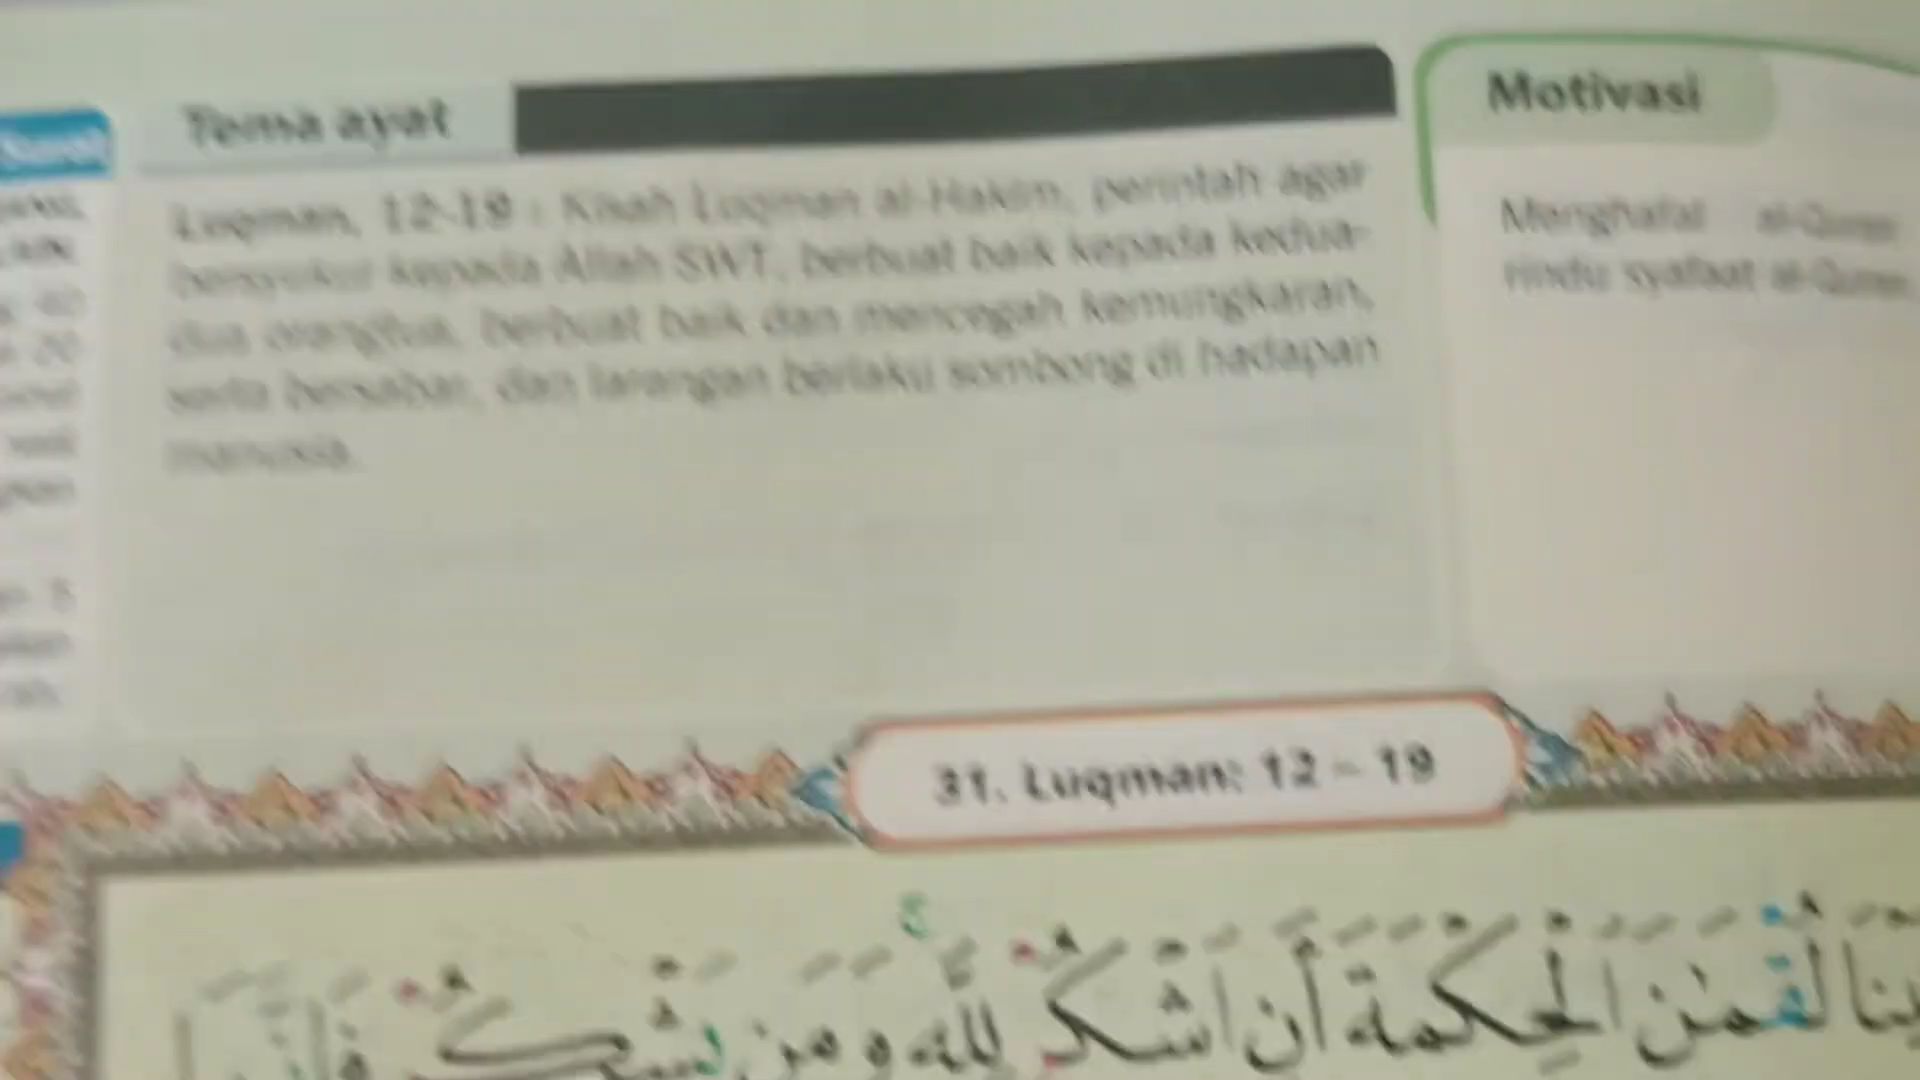 Tema ayat
Luqman, 12-19 : Kisah Luqman al-Hakim, perintah agar
bersyukur kepada Allah SWT, berbuat baik kepada kedua-
dua orangtua, berbuat baik dan mencegah kemungkaran,
serta bersabar, dan larangan berlaku sombong di hadapan
manusia.
Motivasi
Menghafal al-Quran
rindu syafaat al-Quran
31. Luqman: 12 – 19
لُقْمَٰنَ الْحِكْمَةَ أَنِ اشْكُرْ لِلَّهِ وَمَن يَشْكُرْ